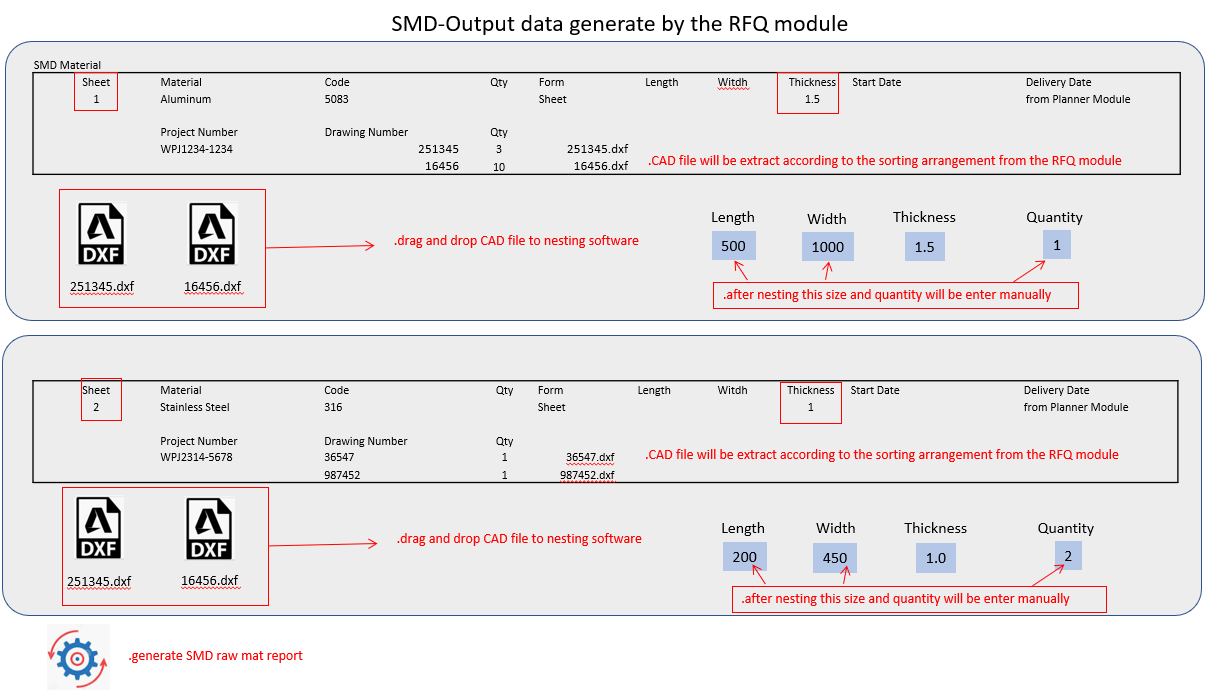 SMD-Output data generate by the RFQ module
SMD Material
Sheet Material Code Qty Form Length Witdh Thickness Start Date Delivery Date
1 Aluminum 5083 Sheet 1.5 from Planner Module
Project Number Drawing Number Qty
WPJ1234-1234 251345 3 251345.dxf
16456 10 16456.dxf
.CAD file will be extract according to the sorting arrangement from the RFQ module
DXF DXF
251345.dxf 16456.dxf
.drag and drop CAD file to nesting software
Length Width Thickness Quantity
500 1000 1.5 1
.after nesting this size and quantity will be enter manually
Sheet Material Code Qty Form Length Witdh Thickness Start Date Delivery Date
2 Stainless Steel 316 Sheet 1 from Planner Module
Project Number Drawing Number Qty
WPJ2314-5678 36547 1 36547.dxf
987452 1 987452.dxf
.CAD file will be extract according to the sorting arrangement from the RFQ module
DXF DXF
251345.dxf 16456.dxf
.drag and drop CAD file to nesting software
Length Width Thickness Quantity
200 450 1.0 2
.after nesting this size and quantity will be enter manually
.generate SMD raw mat report